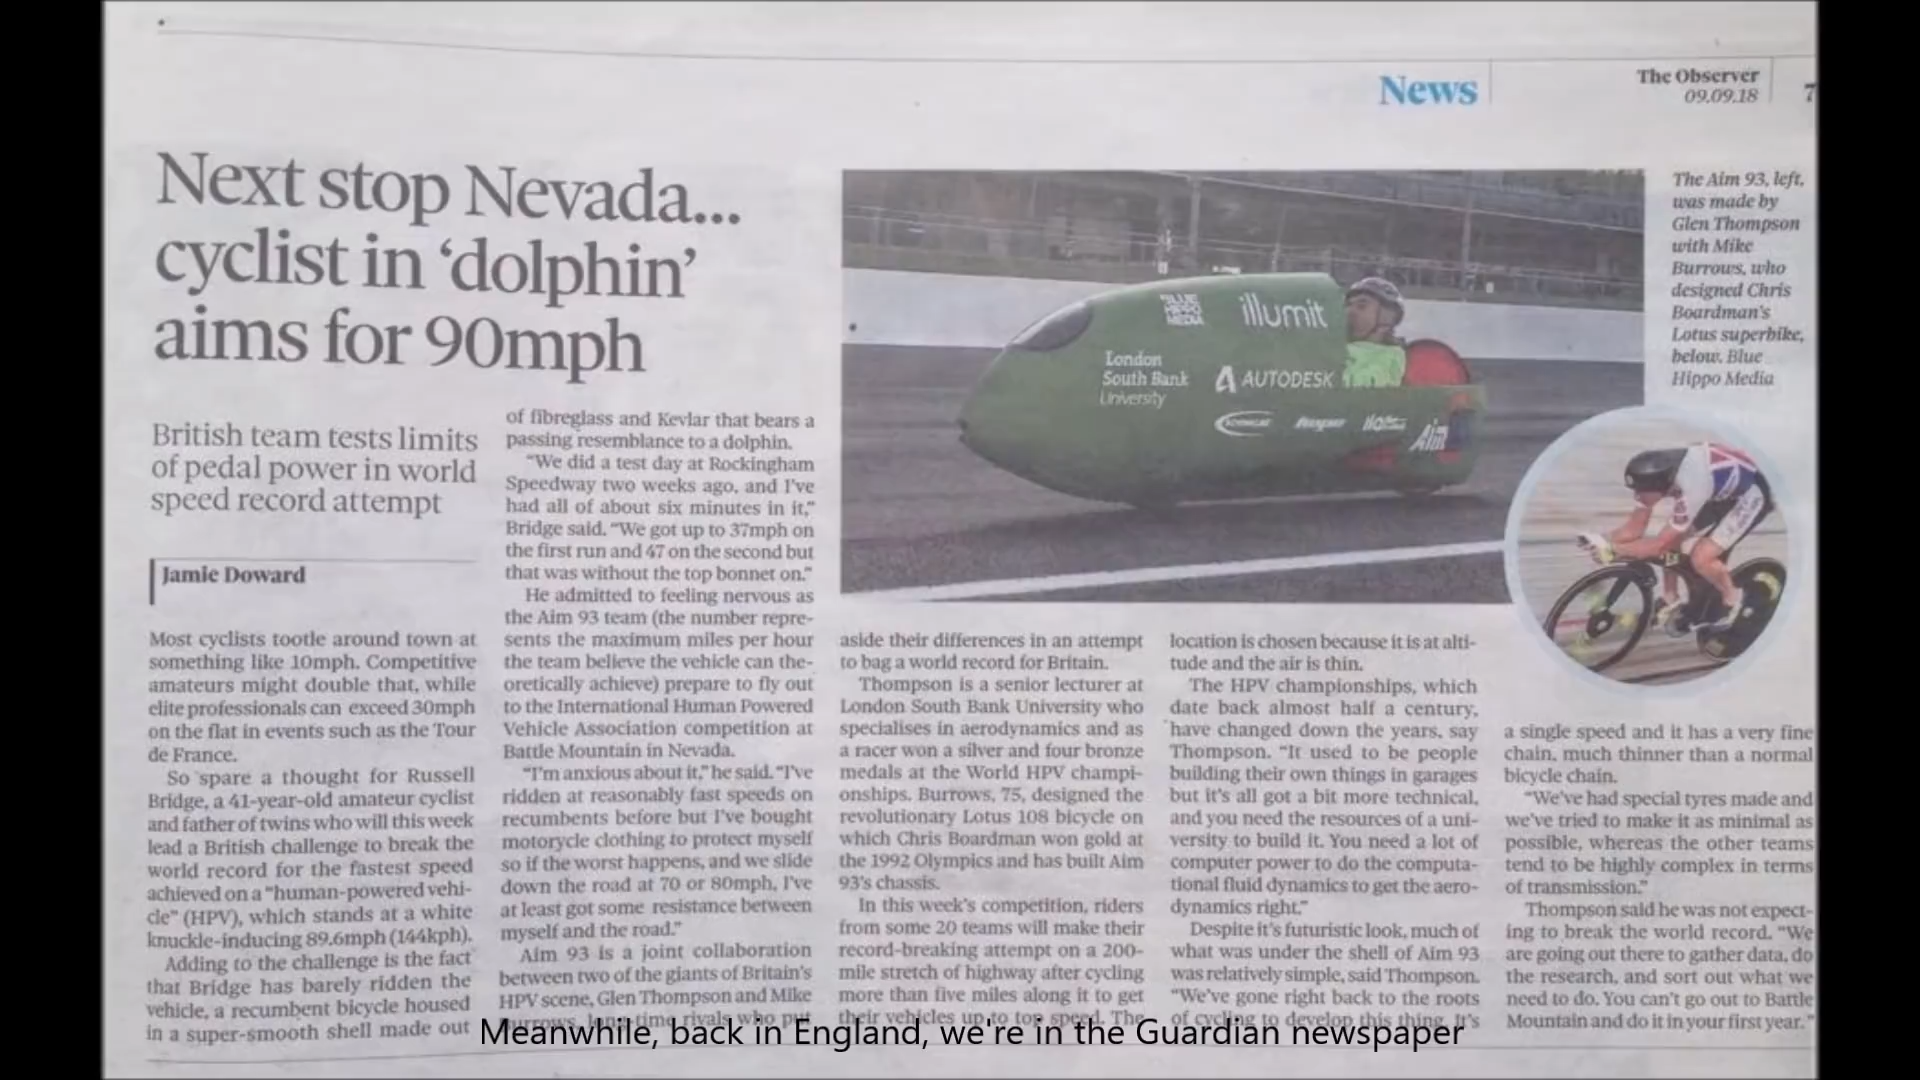 News
The Observer
09.09.18
7
Next stop Nevada...
cyclist in ‘dolphin’
aims for 90mph
British team tests limits
of pedal power in world
speed record attempt
Jamie Doward
Most cyclists tootle around town at
something like 10mph. Competitive
amateurs might double that, while
elite professionals can exceed 30mph
on the flat in events such as the Tour
de France.
So spare a thought for Russell
Bridge, a 41-year-old amateur cyclist
and father of twins who will this week
lead a British challenge to break the
world record for the fastest speed
achieved on a “human-powered vehi-
cle” (HPV), which stands at a white
knuckle-inducing 89.6mph (144kph).
Adding to the challenge is the fact
that Bridge has barely ridden the
vehicle, a recumbent bicycle housed
in a super-smooth shell made out
of fibreglass and Kevlar that bears a
passing resemblance to a dolphin.
“We did a test day at Rockingham
Speedway two weeks ago, and I’ve
had all of about six minutes in it,”
Bridge said. “We got up to 37mph on
the first run and 47 on the second but
that was without the top bonnet on.”
He admitted to feeling nervous as
the Aim 93 team (the number repre-
sents the maximum miles per hour
the team believe the vehicle can the-
oretically achieve) prepare to fly out
to the International Human Powered
Vehicle Association competition at
Battle Mountain in Nevada.
“I’m anxious about it,” he said. “I’ve
ridden at reasonably fast speeds on
recumbents before but I’ve bought
motorcycle clothing to protect myself
so if the worst happens, and we slide
down the road at 70 or 80mph, I’ve
at least got some resistance between
myself and the road.”
Aim 93 is a joint collaboration
between two of the giants of Britain’s
HPV scene, Glen Thompson and Mike
Burrows, long-time rivals who put
BLUE HIPPO MEDIA
illumit
London
South Bank
University
AUTODESK
Aim
The Aim 93, left,
was made by
Glen Thompson
with Mike
Burrows, who
designed Chris
Boardman’s
Lotus superbike,
below. Blue
Hippo Media
aside their differences in an attempt
to bag a world record for Britain.
Thompson is a senior lecturer at
London South Bank University who
specialises in aerodynamics and as
a racer won a silver and four bronze
medals at the World HPV champi-
onships. Burrows, 75, designed the
revolutionary Lotus 108 bicycle on
which Chris Boardman won gold at
the 1992 Olympics and has built Aim
93’s chassis.
In this week’s competition, riders
from some 20 teams will make their
record-breaking attempt on a 200-
mile stretch of highway after cycling
more than five miles along it to get
their vehicles up to top speed. The
location is chosen because it is at alti-
tude and the air is thin.
The HPV championships, which
date back almost half a century,
have changed down the years, say
Thompson. “It used to be people
building their own things in garages
but it’s all got a bit more technical,
and you need the resources of a uni-
versity to build it. You need a lot of
computer power to do the computa-
tional fluid dynamics to get the aero-
dynamics right.”
Despite it’s futuristic look, much of
what was under the shell of Aim 93
was relatively simple, said Thompson.
“We’ve gone right back to the roots
of cycling to develop this thing. It’s
a single speed and it has a very fine
chain, much thinner than a normal
bicycle chain.
“We’ve had special tyres made and
we’ve tried to make it as minimal as
possible, whereas the other teams
tend to be highly complex in terms
of transmission.”
Thompson said he was not expect-
ing to break the world record. “We
are going out there to gather data, do
the research, and sort out what we
need to do. You can’t go out to Battle
Mountain and do it in your first year.”
Meanwhile, back in England, we're in the Guardian newspaper